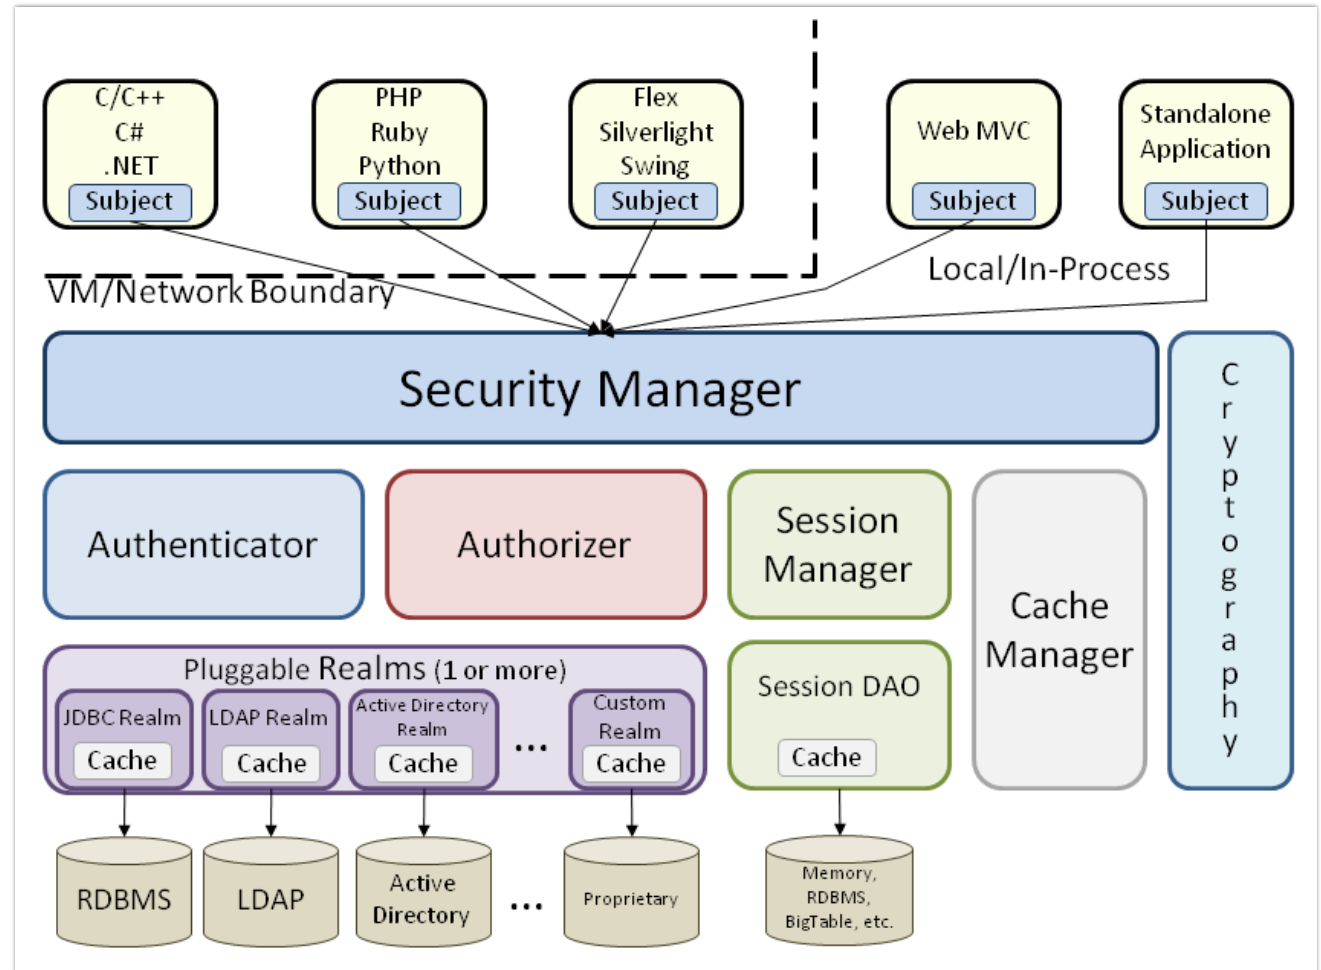 C/C++
C#
.NET
Subject
PHP
Ruby
Python
Subject
Flex
Silverlight
Swing
Subject
Web MVC
Subject
Standalone
Application
Subject
VM/Network Boundary
Local/In-Process
Security Manager
Cryptography
Authenticator
Authorizer
Session
Manager
Cache
Manager
Pluggable Realms (1 or more)
JDBC Realm
Cache
LDAP Realm
Cache
Active Directory
Realm
Cache
...
Custom
Realm
Cache
Session DAO
Cache
RDBMS
LDAP
Active
Directory
...
Proprietary
Memory,
RDBMS,
BigTable, etc.